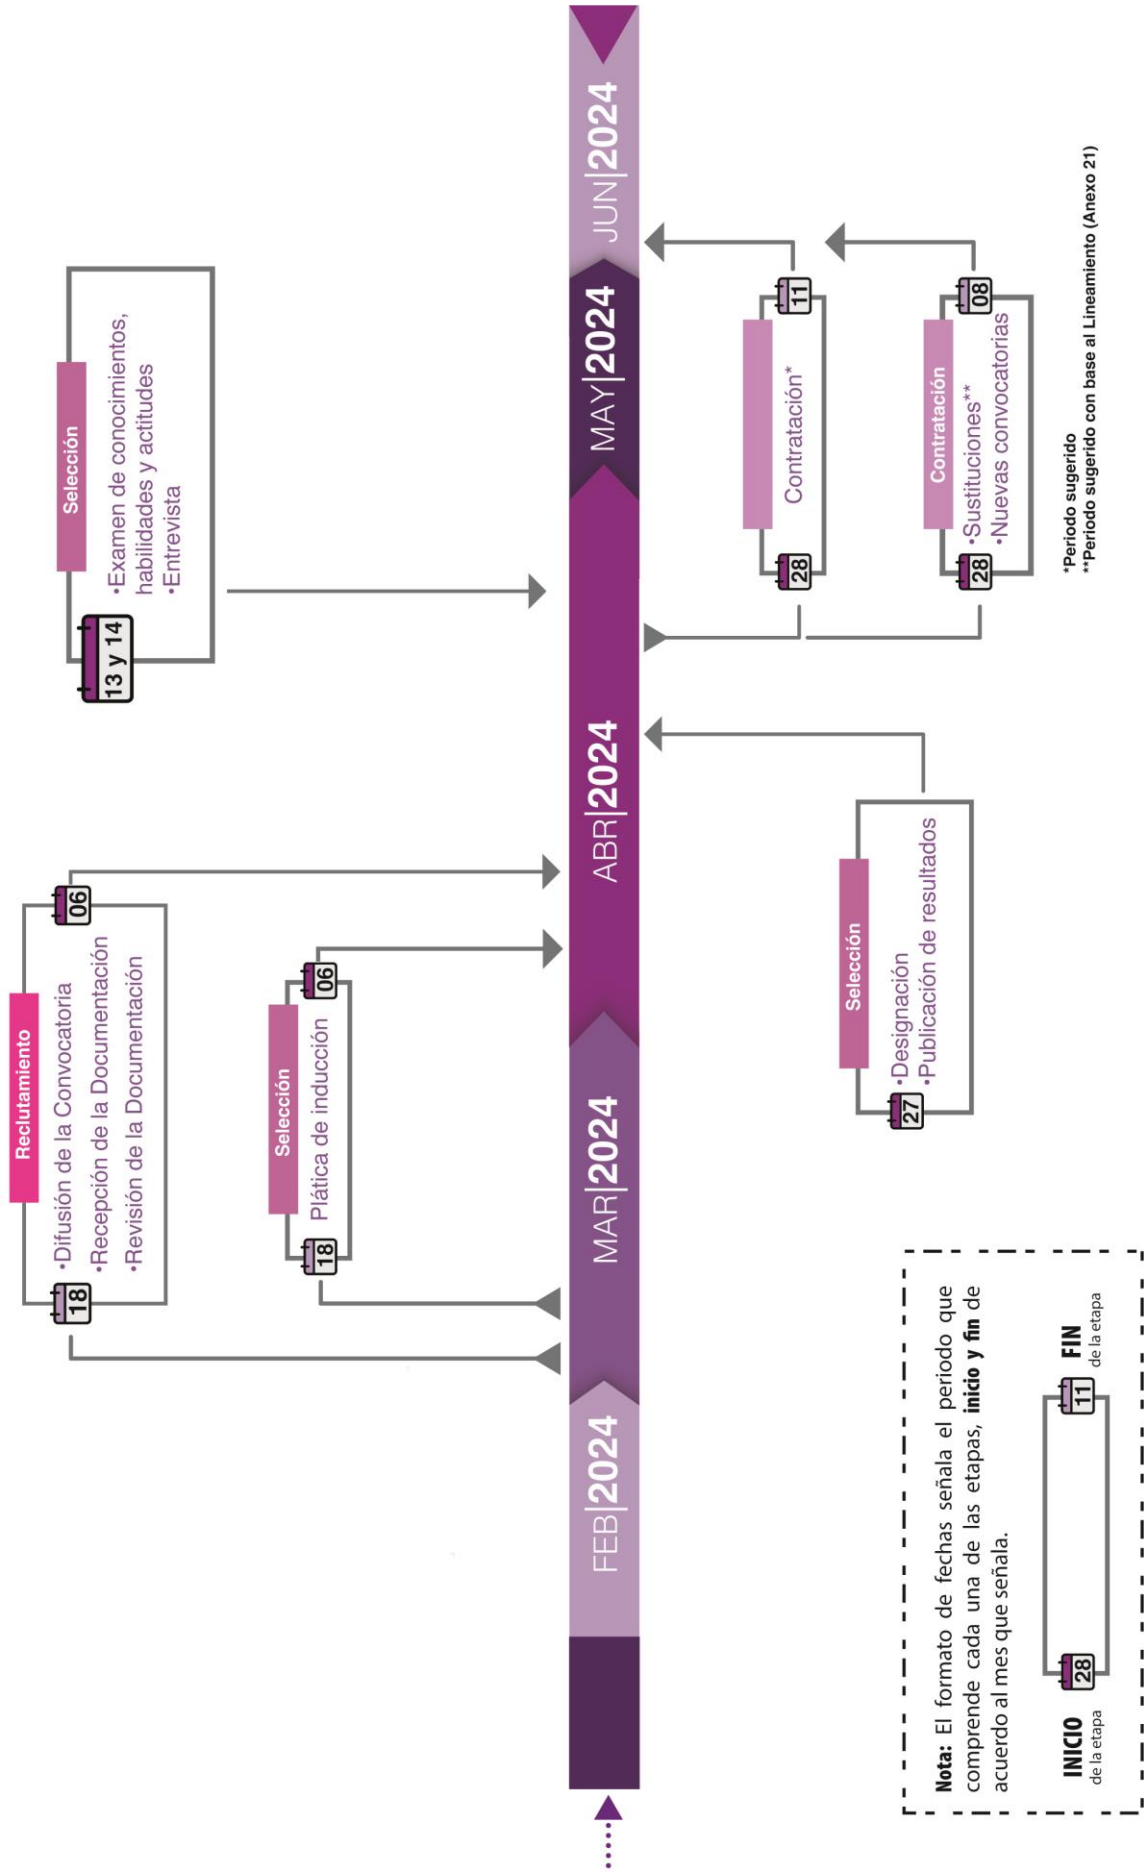 Reclutamiento
18
06
•Difusión de la Convocatoria
•Recepción de la Documentación
•Revisión de la Documentación
Selección
18
06
Plática de inducción
Selección
13 y 14
•Examen de conocimientos,
habilidades y actitudes
•Entrevista
FEB|2024
MAR|2024
ABR|2024
MAY|2024
JUN|2024
Selección
27
•Designación
•Publicación de resultados
28
11
Contratación*
Contratación
28
08
•Sustituciones**
•Nuevas convocatorias
*Periodo sugerido
**Periodo sugerido con base al Lineamiento (Anexo 21)
Nota: El formato de fechas señala el periodo que
comprende cada una de las etapas, inicio y fin de
acuerdo al mes que señala.
INICIO
de la etapa
28
11
FIN
de la etapa